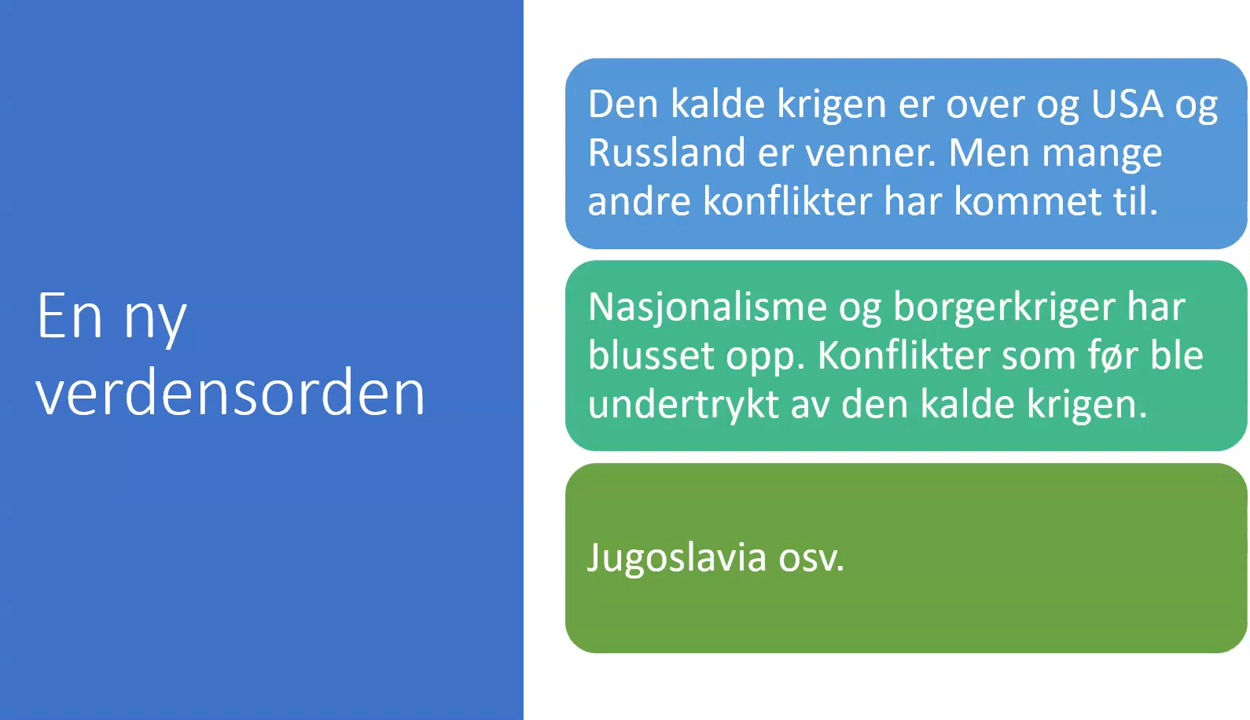 En ny
verdensorden
Den kalde krigen er over og USA og
Russland er venner. Men mange
andre konflikter har kommet til.
Nasjonalisme og borgerkriger har
blusset opp. Konflikter som før ble
undertrykt av den kalde krigen.
Jugoslavia osv.